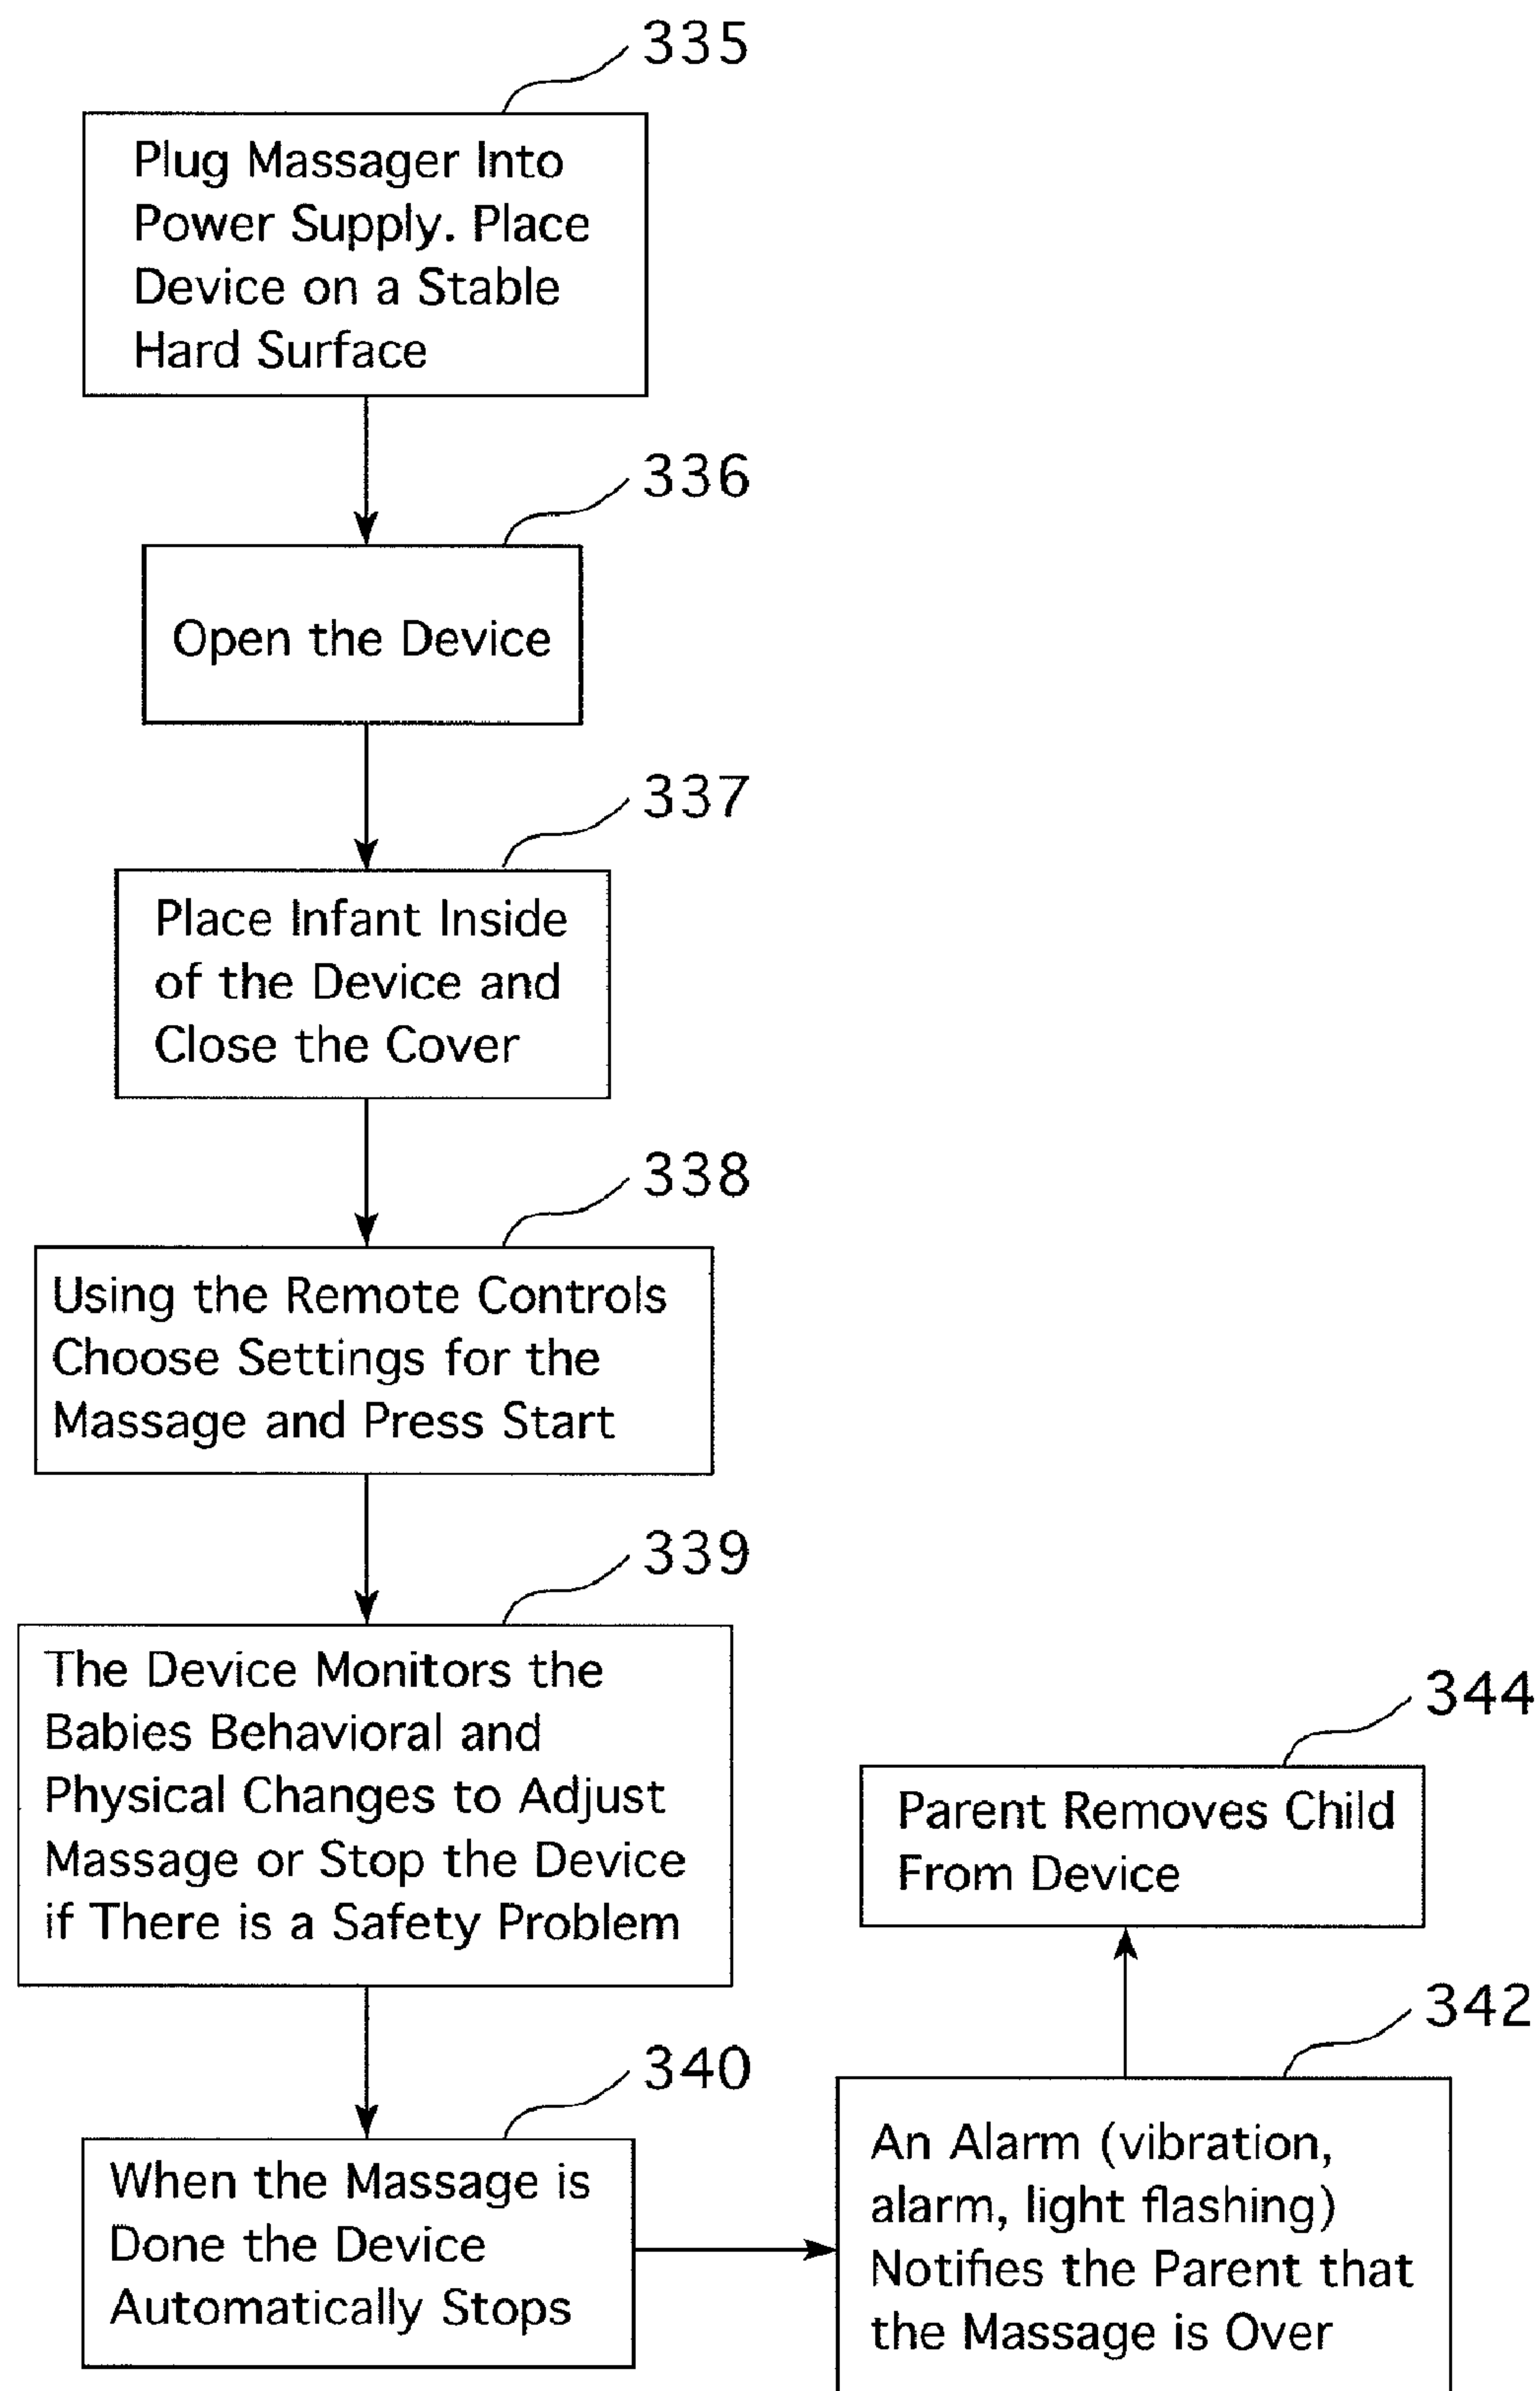 335
Plug Massager Into
Power Supply. Place
Device on a Stable
Hard Surface
336
Open the Device
337
Place Infant Inside
of the Device and
Close the Cover
338
Using the Remote Controls
Choose Settings for the
Massage and Press Start
339
The Device Monitors the
Babies Behavioral and
Physical Changes to Adjust
Massage or Stop the Device
if There is a Safety Problem
340
When the Massage is
Done the Device
Automatically Stops
342
An Alarm (vibration,
alarm, light flashing)
Notifies the Parent that
the Massage is Over
344
Parent Removes Child
From Device